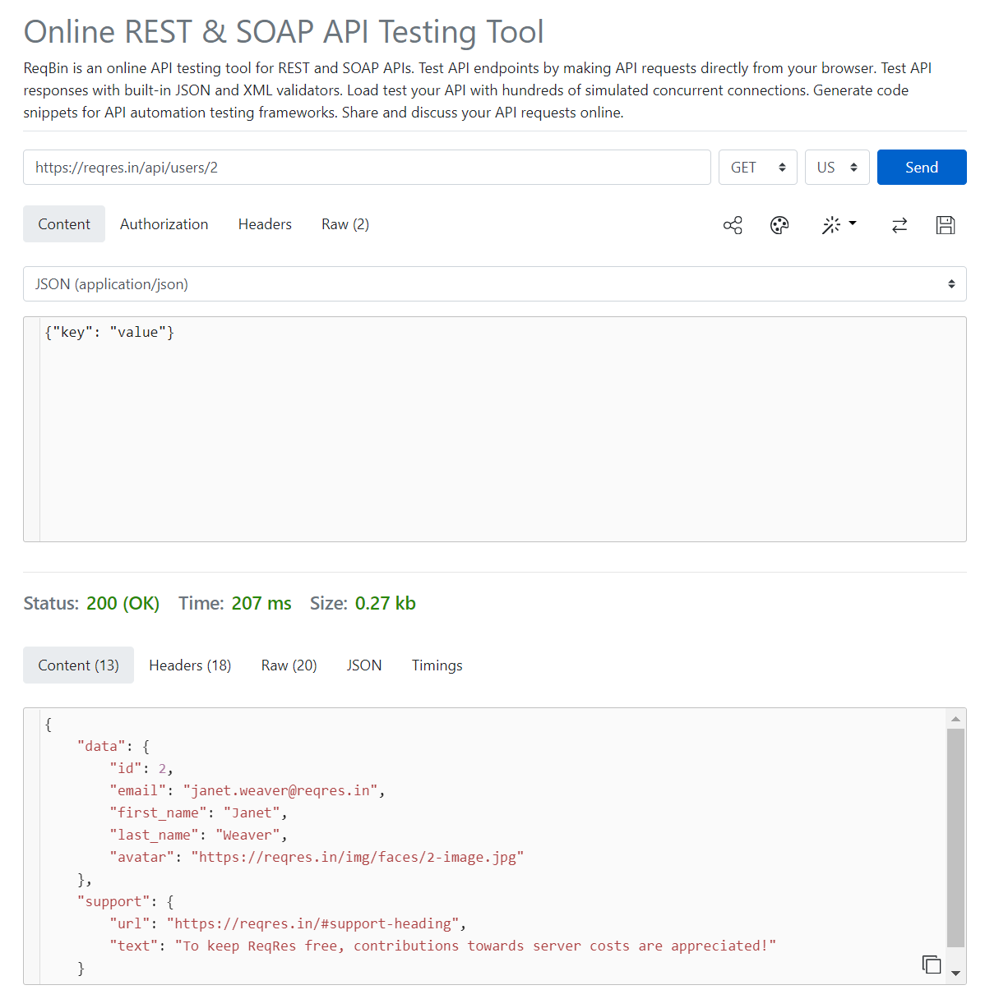 Online REST & SOAP API Testing Tool
ReqBin is an online API testing tool for REST and SOAP APIs. Test API endpoints by making API requests directly from your browser. Test API
responses with built-in JSON and XML validators. Load test your API with hundreds of simulated concurrent connections. Generate code
snippets for API automation testing frameworks. Share and discuss your API requests online.
https://reqres.in/api/users/2 GET US Send
Content Authorization Headers Raw (2)
JSON (application/json)
{"key": "value"}
Status: 200 (OK) Time: 207 ms Size: 0.27 kb
Content (13) Headers (18) Raw (20) JSON Timings
{
    "data": {
        "id": 2,
        "email": "janet.weaver@reqres.in",
        "first_name": "Janet",
        "last_name": "Weaver",
        "avatar": "https://reqres.in/img/faces/2-image.jpg"
    },
    "support": {
        "url": "https://reqres.in/#support-heading",
        "text": "To keep ReqRes free, contributions towards server costs are appreciated!"
    }